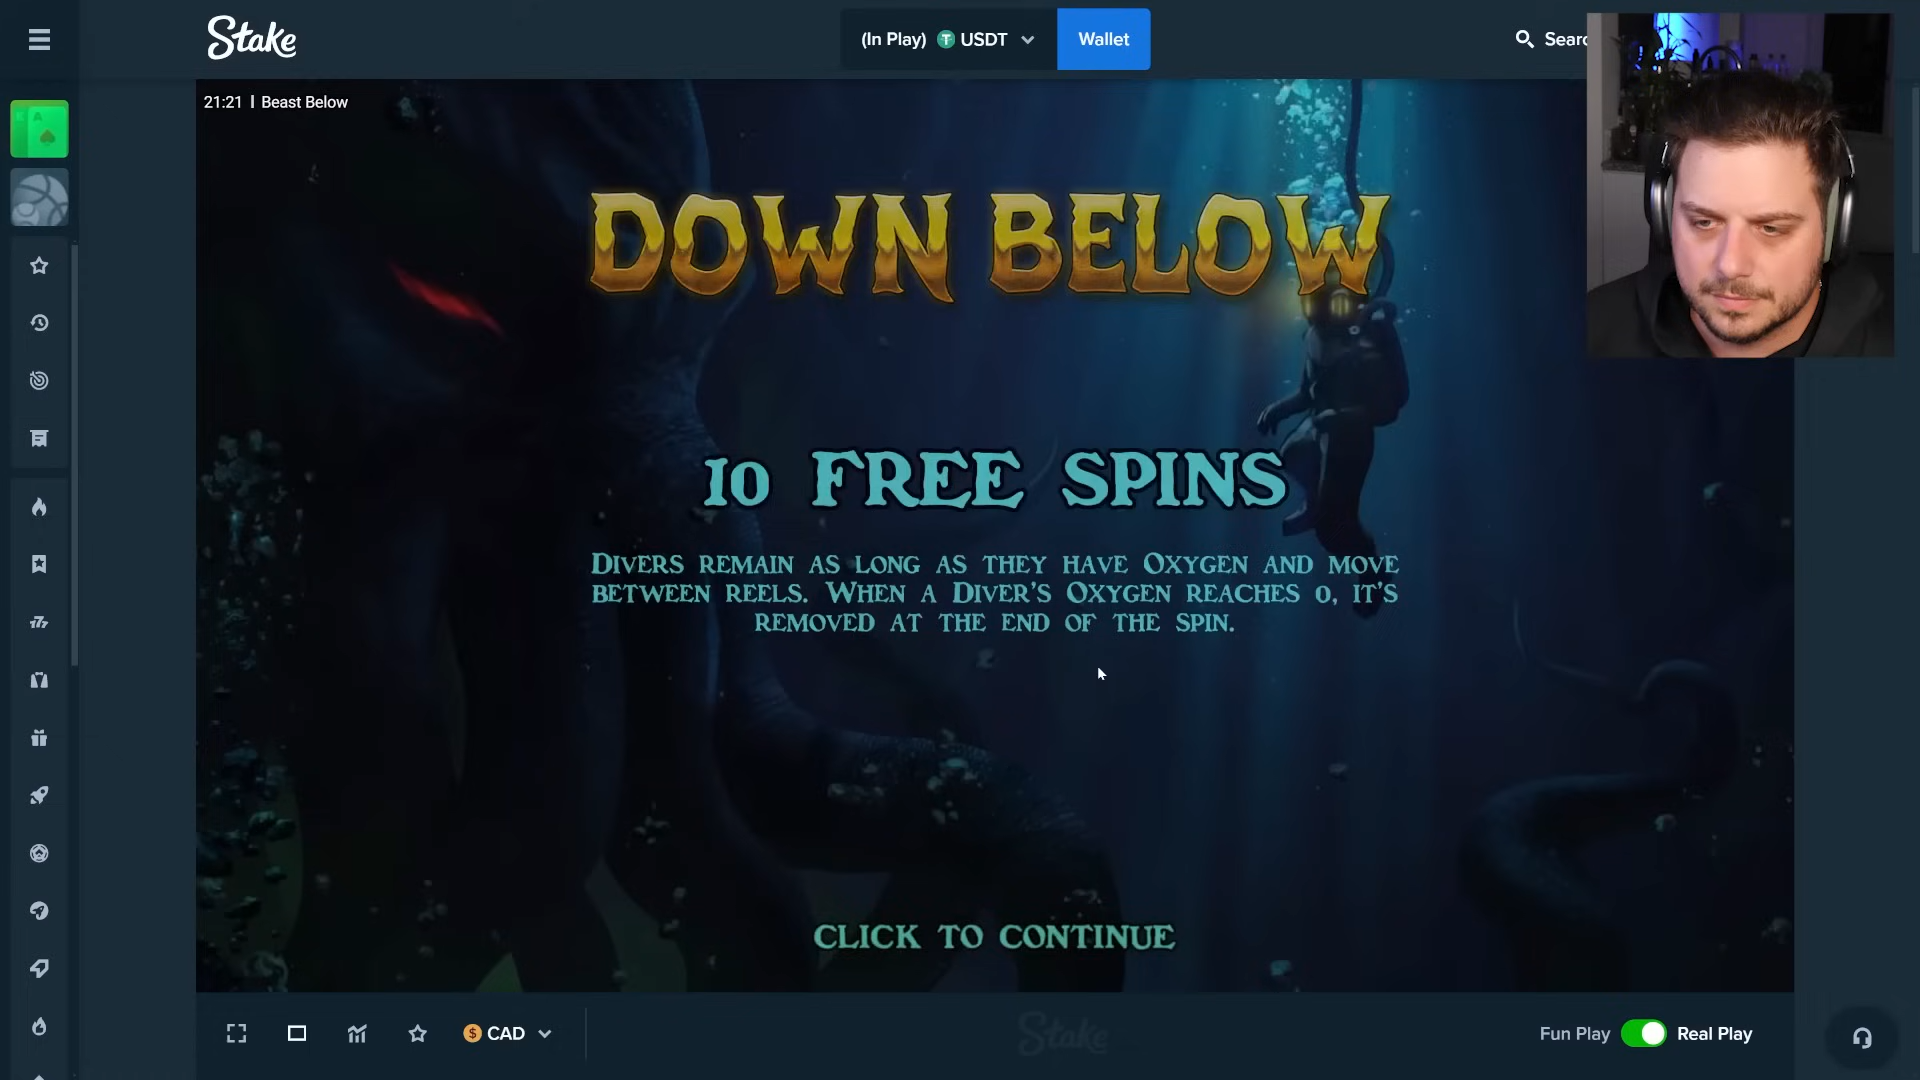 Stake
(In Play) USDT
Wallet
21:21 | Beast Below
DOWN BELOW
10 FREE SPINS
DIVERS REMAIN AS LONG AS THEY HAVE OXYGEN AND MOVE
BETWEEN REELS. WHEN A DIVER'S OXYGEN REACHES 0, IT'S
REMOVED AT THE END OF THE SPIN.
CLICK TO CONTINUE
CAD
Stake
Fun Play
Real Play